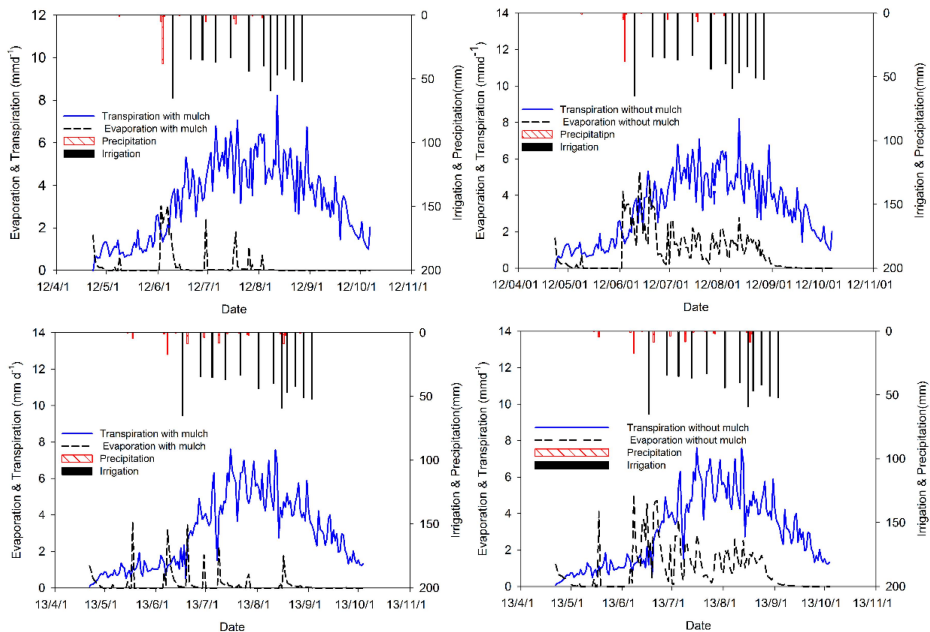 Evaporation & Transpiration (mmd-1)
12
10
8
6
4
2
0
Transpiration with mulch
Evaporation with mulch
Precipitation
Irrigation
0
50
100
150
200
Irrigation & Precipitation(mm)
12/4/1 12/5/1 12/6/1 12/7/1 12/8/1 12/9/1 12/10/1 12/11/1
Date
Evaporation & Transpiration (mmd-1)
14
12
10
8
6
4
2
0
Transpiration without mulch
Evaporation without mulch
Precipitatipn
Irrigation
0
50
100
150
200
Irrigation & Precipitation(mm)
12/04/01 12/05/01 12/06/01 12/07/01 12/08/01 12/09/01 12/10/01 12/11/01
Date
Evaporation & Transpiration (mm d-1)
14
12
10
8
6
4
2
0
Transpiration with mulch
Evaporation with mulch
Precipitation
Irrigation
0
50
100
150
200
Irrigation & Precipitation(mm)
13/4/1 13/5/1 13/6/1 13/7/1 13/8/1 13/9/1 13/10/1 13/11/1
Date
Evaporation & Transpiration (mmd-1)
14
12
10
8
6
4
2
0
Transpiration without mulch
Evaporation without mulch
Precipitation
Irrigation
0
50
100
150
200
Irrigation & Precipitation(mm)
13/4/1 13/5/1 13/6/1 13/7/1 13/8/1 13/9/1 13/10/1 13/11/1
Date